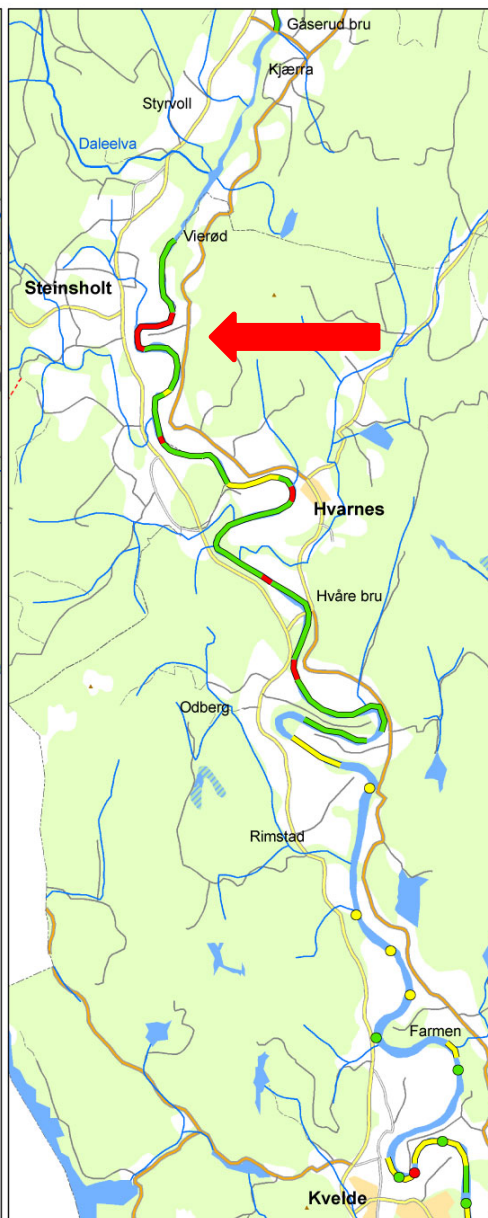 Gåserud bru
Kjærra
Styrvoll
Daleelva
Vierød
Steinsholt
Hvarnes
Hvåre bru
Odberg
Rimstad
Farmen
Kvelde